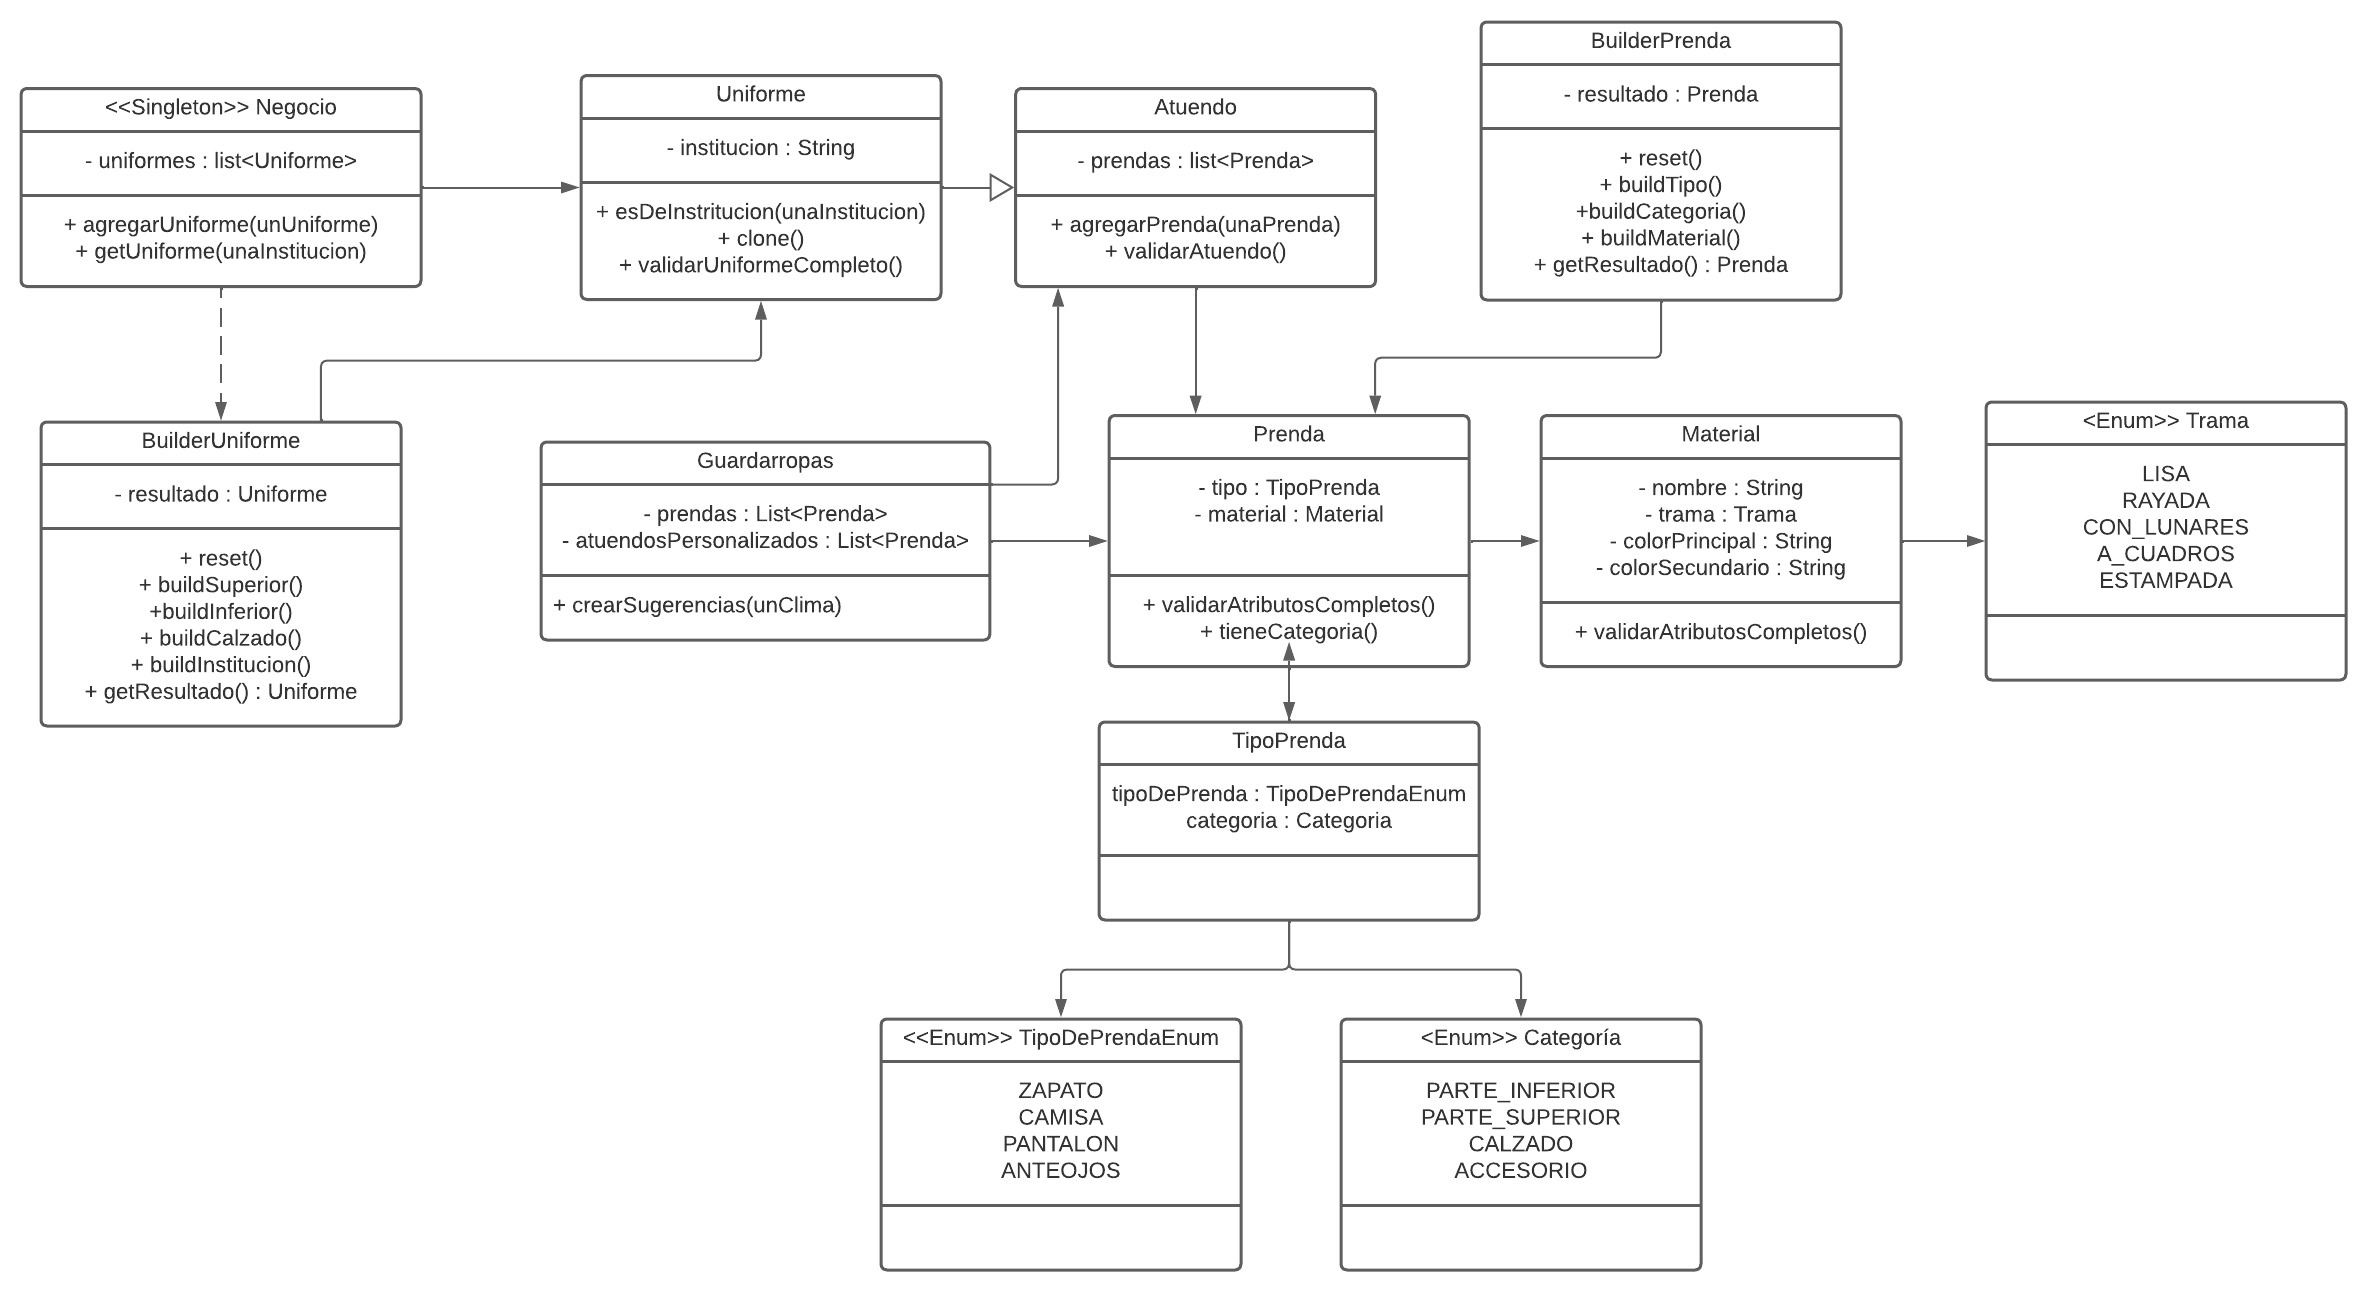 <<Singleton>> Negocio
- uniformes : list<Uniforme>
+ agregarUniforme(unUniforme)
+ getUniforme(unaInstitucion)
Uniforme
- institucion : String
+ esDeInstritucion(unaInstitucion)
+ clone()
+ validarUniformeCompleto()
Atuendo
- prendas : list<Prenda>
+ agregarPrenda(unaPrenda)
+ validarAtuendo()
BuilderPrenda
- resultado : Prenda
+ reset()
+ buildTipo()
+buildCategoria()
+ buildMaterial()
+ getResultado() : Prenda
BuilderUniforme
- resultado : Uniforme
+ reset()
+ buildSuperior()
+buildInferior()
+ buildCalzado()
+ buildInstitucion()
+ getResultado() : Uniforme
Guardarropas
- prendas : List<Prenda>
- atuendosPersonalizados : List<Prenda>
+ crearSugerencias(unClima)
Prenda
- tipo : TipoPrenda
- material : Material
+ validarAtributosCompletos()
+ tieneCategoria()
Material
- nombre : String
- trama : Trama
- colorPrincipal : String
- colorSecundario : String
+ validarAtributosCompletos()
<Enum>> Trama
LISA
RAYADA
CON_LUNARES
A_CUADROS
ESTAMPADA
TipoPrenda
tipoDePrenda : TipoDePrendaEnum
categoria : Categoria
<<Enum>> TipoDePrendaEnum
ZAPATO
CAMISA
PANTALON
ANTEOJOS
<Enum>> Categoría
PARTE_INFERIOR
PARTE_SUPERIOR
CALZADO
ACCESORIO